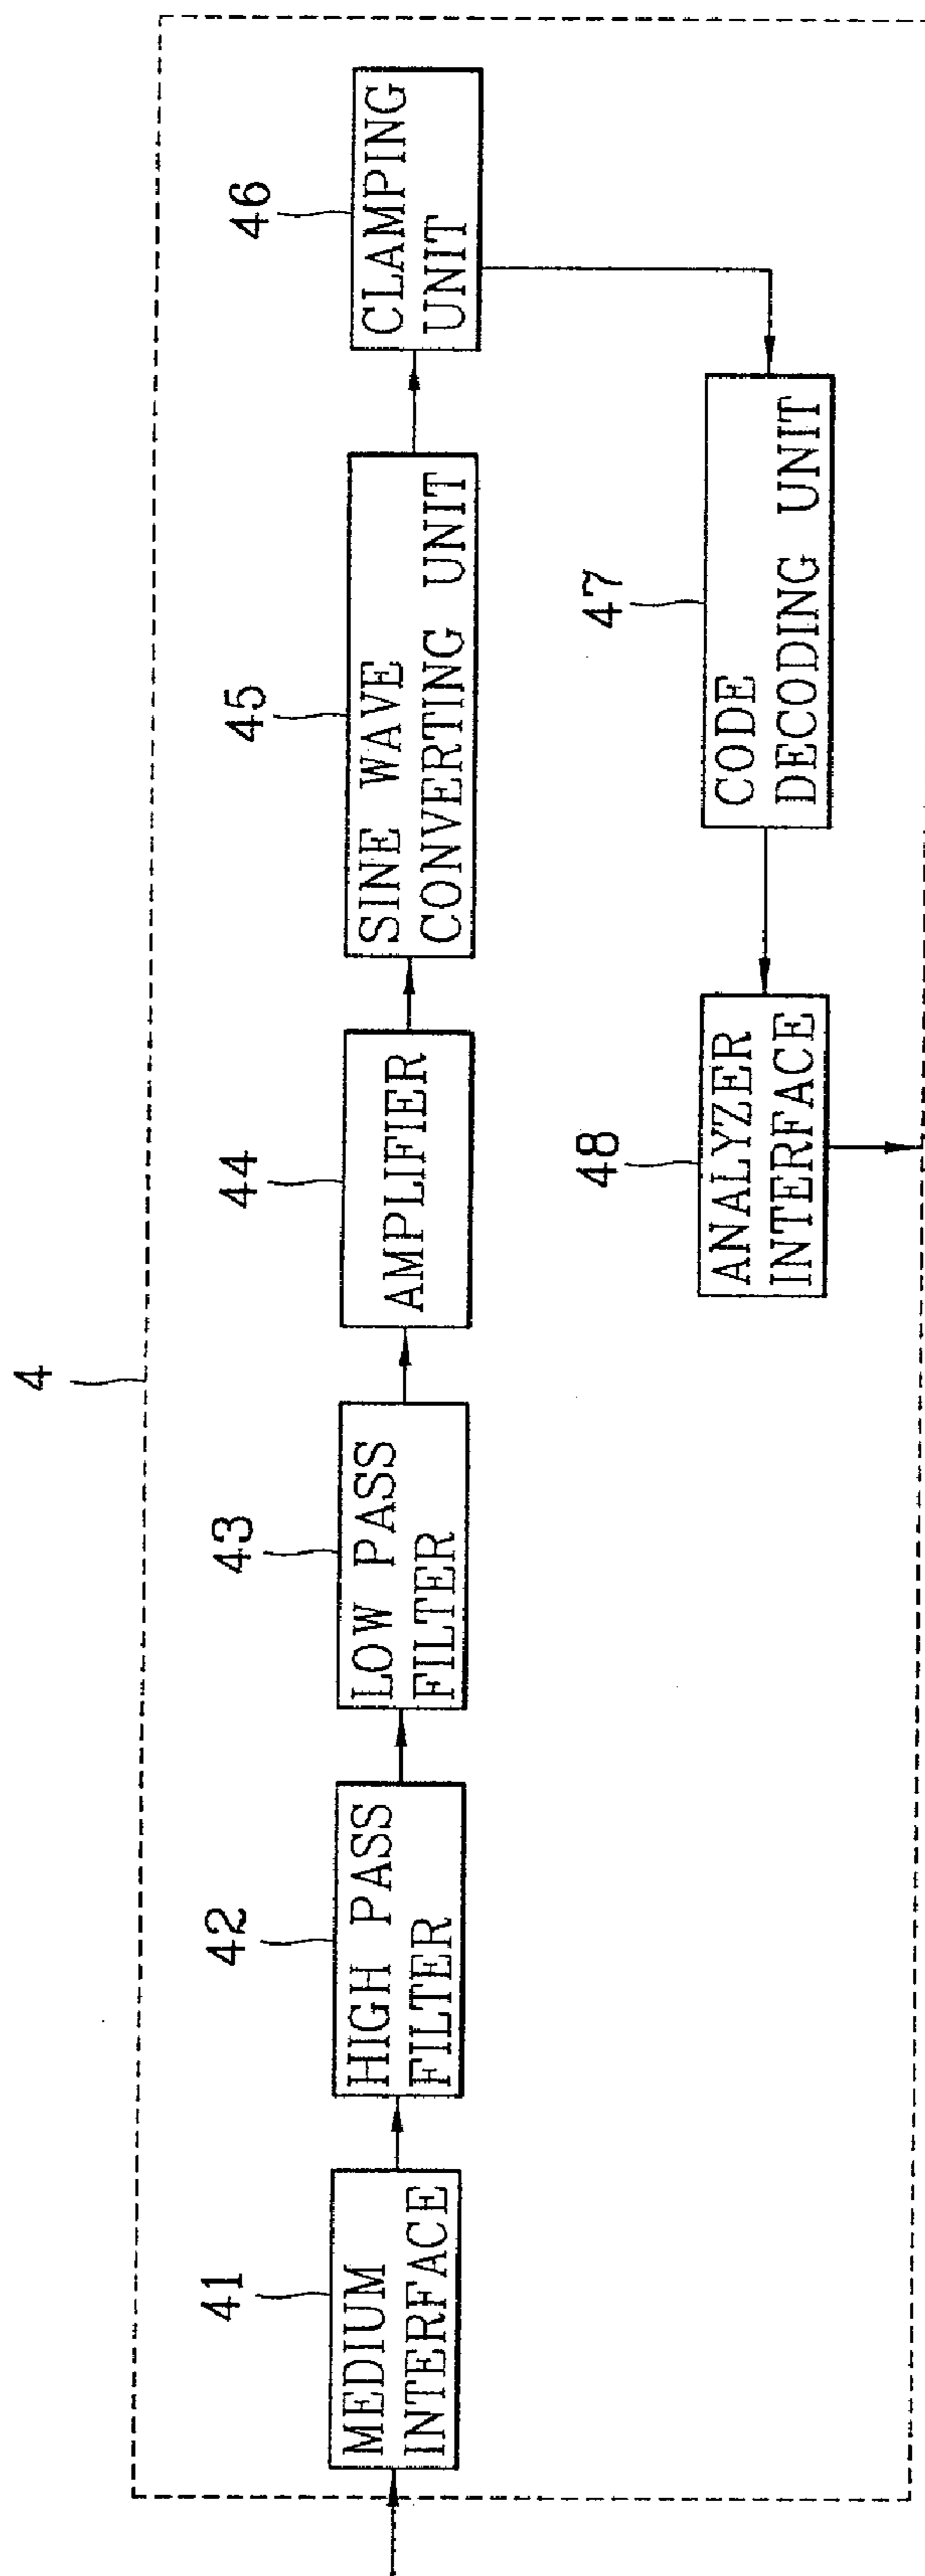 4
41
MEDIUM
INTERFACE
42
HIGH PASS
FILTER
43
LOW PASS
FILTER
44
AMPLIFIER
45
SINE WAVE
CONVERTING UNIT
46
CLAMPING
UNIT
47
CODE
DECODING UNIT
48
ANALYZER
INTERFACE